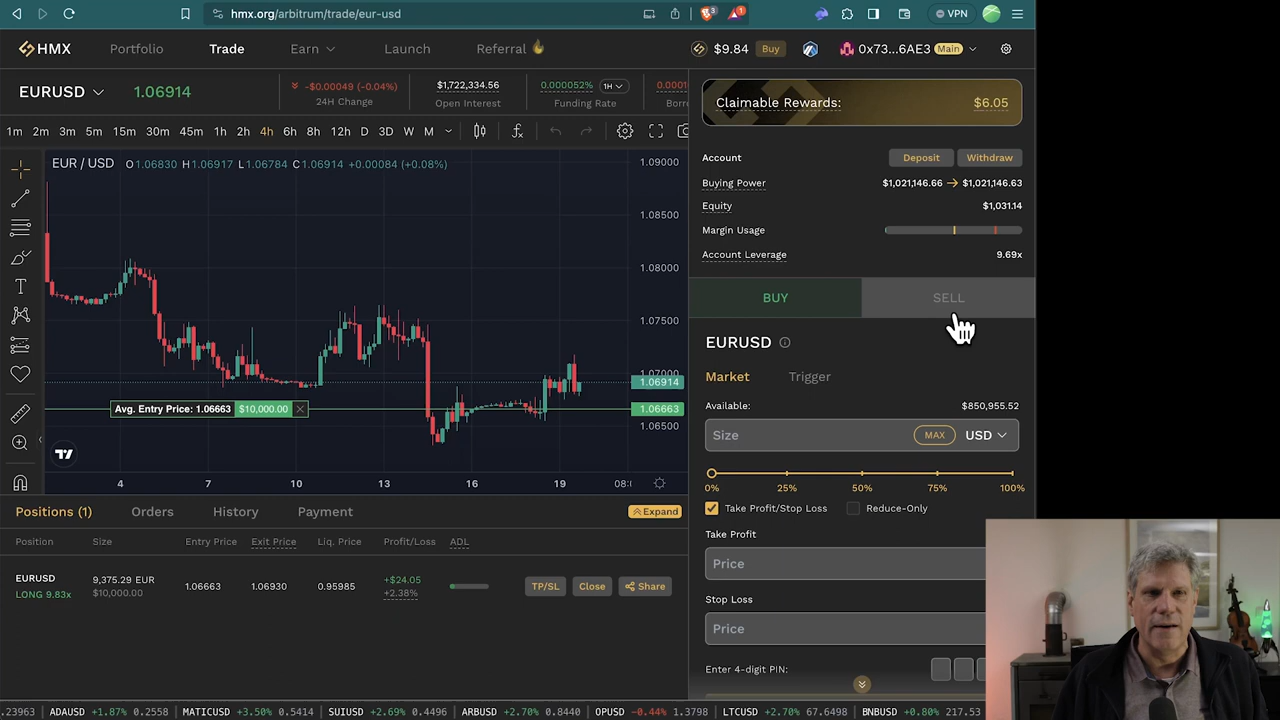 hmx.org/arbitrum/trade/eur-usd
3
1
VPN
HMX
Portfolio
Trade
Earn
Launch
Referral
$9.84
Buy
0x73...6AE3
Main
EURUSD
1.06914
-$0.00049 (-0.04%)
24H Change
$1,722,334.56
Open Interest
0.000052%
1H
Funding Rate
0.0001
Borr
1m 2m 3m 5m 15m 30m 45m 1h 2h 4h 6h 8h 12h D 3D W M
EUR / USD O1.06830 H1.06917 L1.06784 C1.06914 +0.00084 (+0.08%)
1.09000
1.08500
1.08000
1.07500
1.07000
1.06914
Avg. Entry Price: 1.06663 $10,000.00
1.06663
1.06500
4 7 10 13 16 19 08:
Claimable Rewards:
$6.05
Account
Deposit
Withdraw
Buying Power
$1,021,146.66
$1,021,146.63
Equity
$1,031.14
Margin Usage
Account Leverage
9.69x
BUY
SELL
EURUSD
Market
Trigger
Available:
$850,955.52
Size
MAX
USD
0% 25% 50% 75% 100%
Take Profit/Stop Loss
Reduce-Only
Take Profit
Price
Stop Loss
Price
Enter 4-digit PIN:
Positions (1)
Orders
History
Payment
Expand
Position Size Entry Price Exit Price Liq. Price Profit/Loss ADL
EURUSD
LONG 9.83x
9,375.29 EUR
$10,000.00
1.06663
1.06930
0.95985
+$24.05
+2.38%
TP/SL
Close
Share
.23963 ADAUSD +1.87% 0.2558 MATICUSD +3.50% 0.5414 SUIUSD +2.69% 0.4496 ARBUSD +2.70% 0.8440 OPUSD -0.44% 1.3798 LTCUSD +2.70% 67.6498 BNBUSD +0.80% 217.53